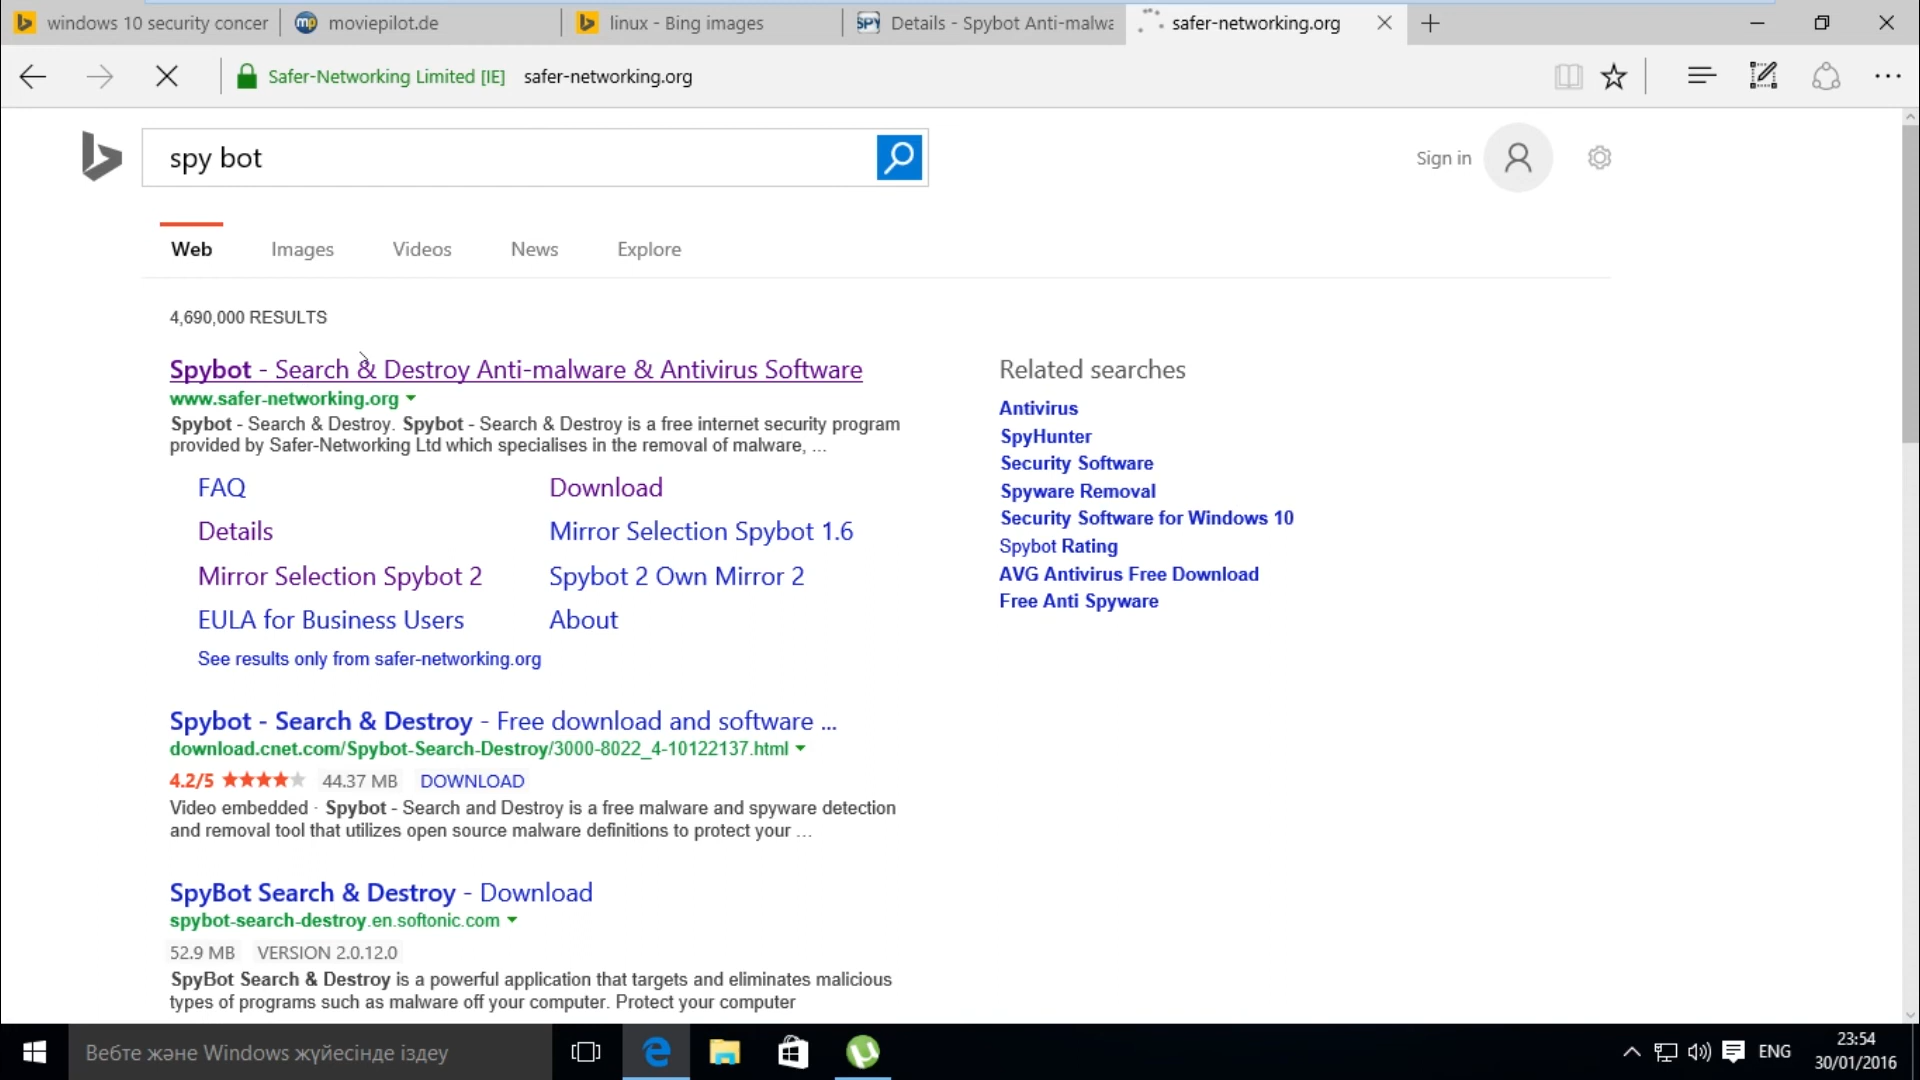 windows 10 security concer
moviepilot.de
linux - Bing images
SPY Details - Spybot Anti-malwa
safer-networking.org
Safer-Networking Limited [IE] safer-networking.org
spy bot
Sign in
Web Images Videos News Explore
4,690,000 RESULTS
Spybot - Search & Destroy Anti-malware & Antivirus Software
www.safer-networking.org
Spybot - Search & Destroy. Spybot - Search & Destroy is a free internet security program
provided by Safer-Networking Ltd which specialises in the removal of malware, ...
FAQ Download
Details Mirror Selection Spybot 1.6
Mirror Selection Spybot 2 Spybot 2 Own Mirror 2
EULA for Business Users About
See results only from safer-networking.org
Spybot - Search & Destroy - Free download and software ...
download.cnet.com/Spybot-Search-Destroy/3000-8022_4-10122137.html
4.2/5 44.37 MB DOWNLOAD
Video embedded · Spybot - Search and Destroy is a free malware and spyware detection
and removal tool that utilizes open source malware definitions to protect your ...
SpyBot Search & Destroy - Download
spybot-search-destroy.en.softonic.com
52.9 MB VERSION 2.0.12.0
SpyBot Search & Destroy is a powerful application that targets and eliminates malicious
types of programs such as malware off your computer. Protect your computer
Related searches
Antivirus
SpyHunter
Security Software
Spyware Removal
Security Software for Windows 10
Spybot Rating
AVG Antivirus Free Download
Free Anti Spyware
Вебте және Windows жүйесінде іздеу
ENG
23:54
30/01/2016